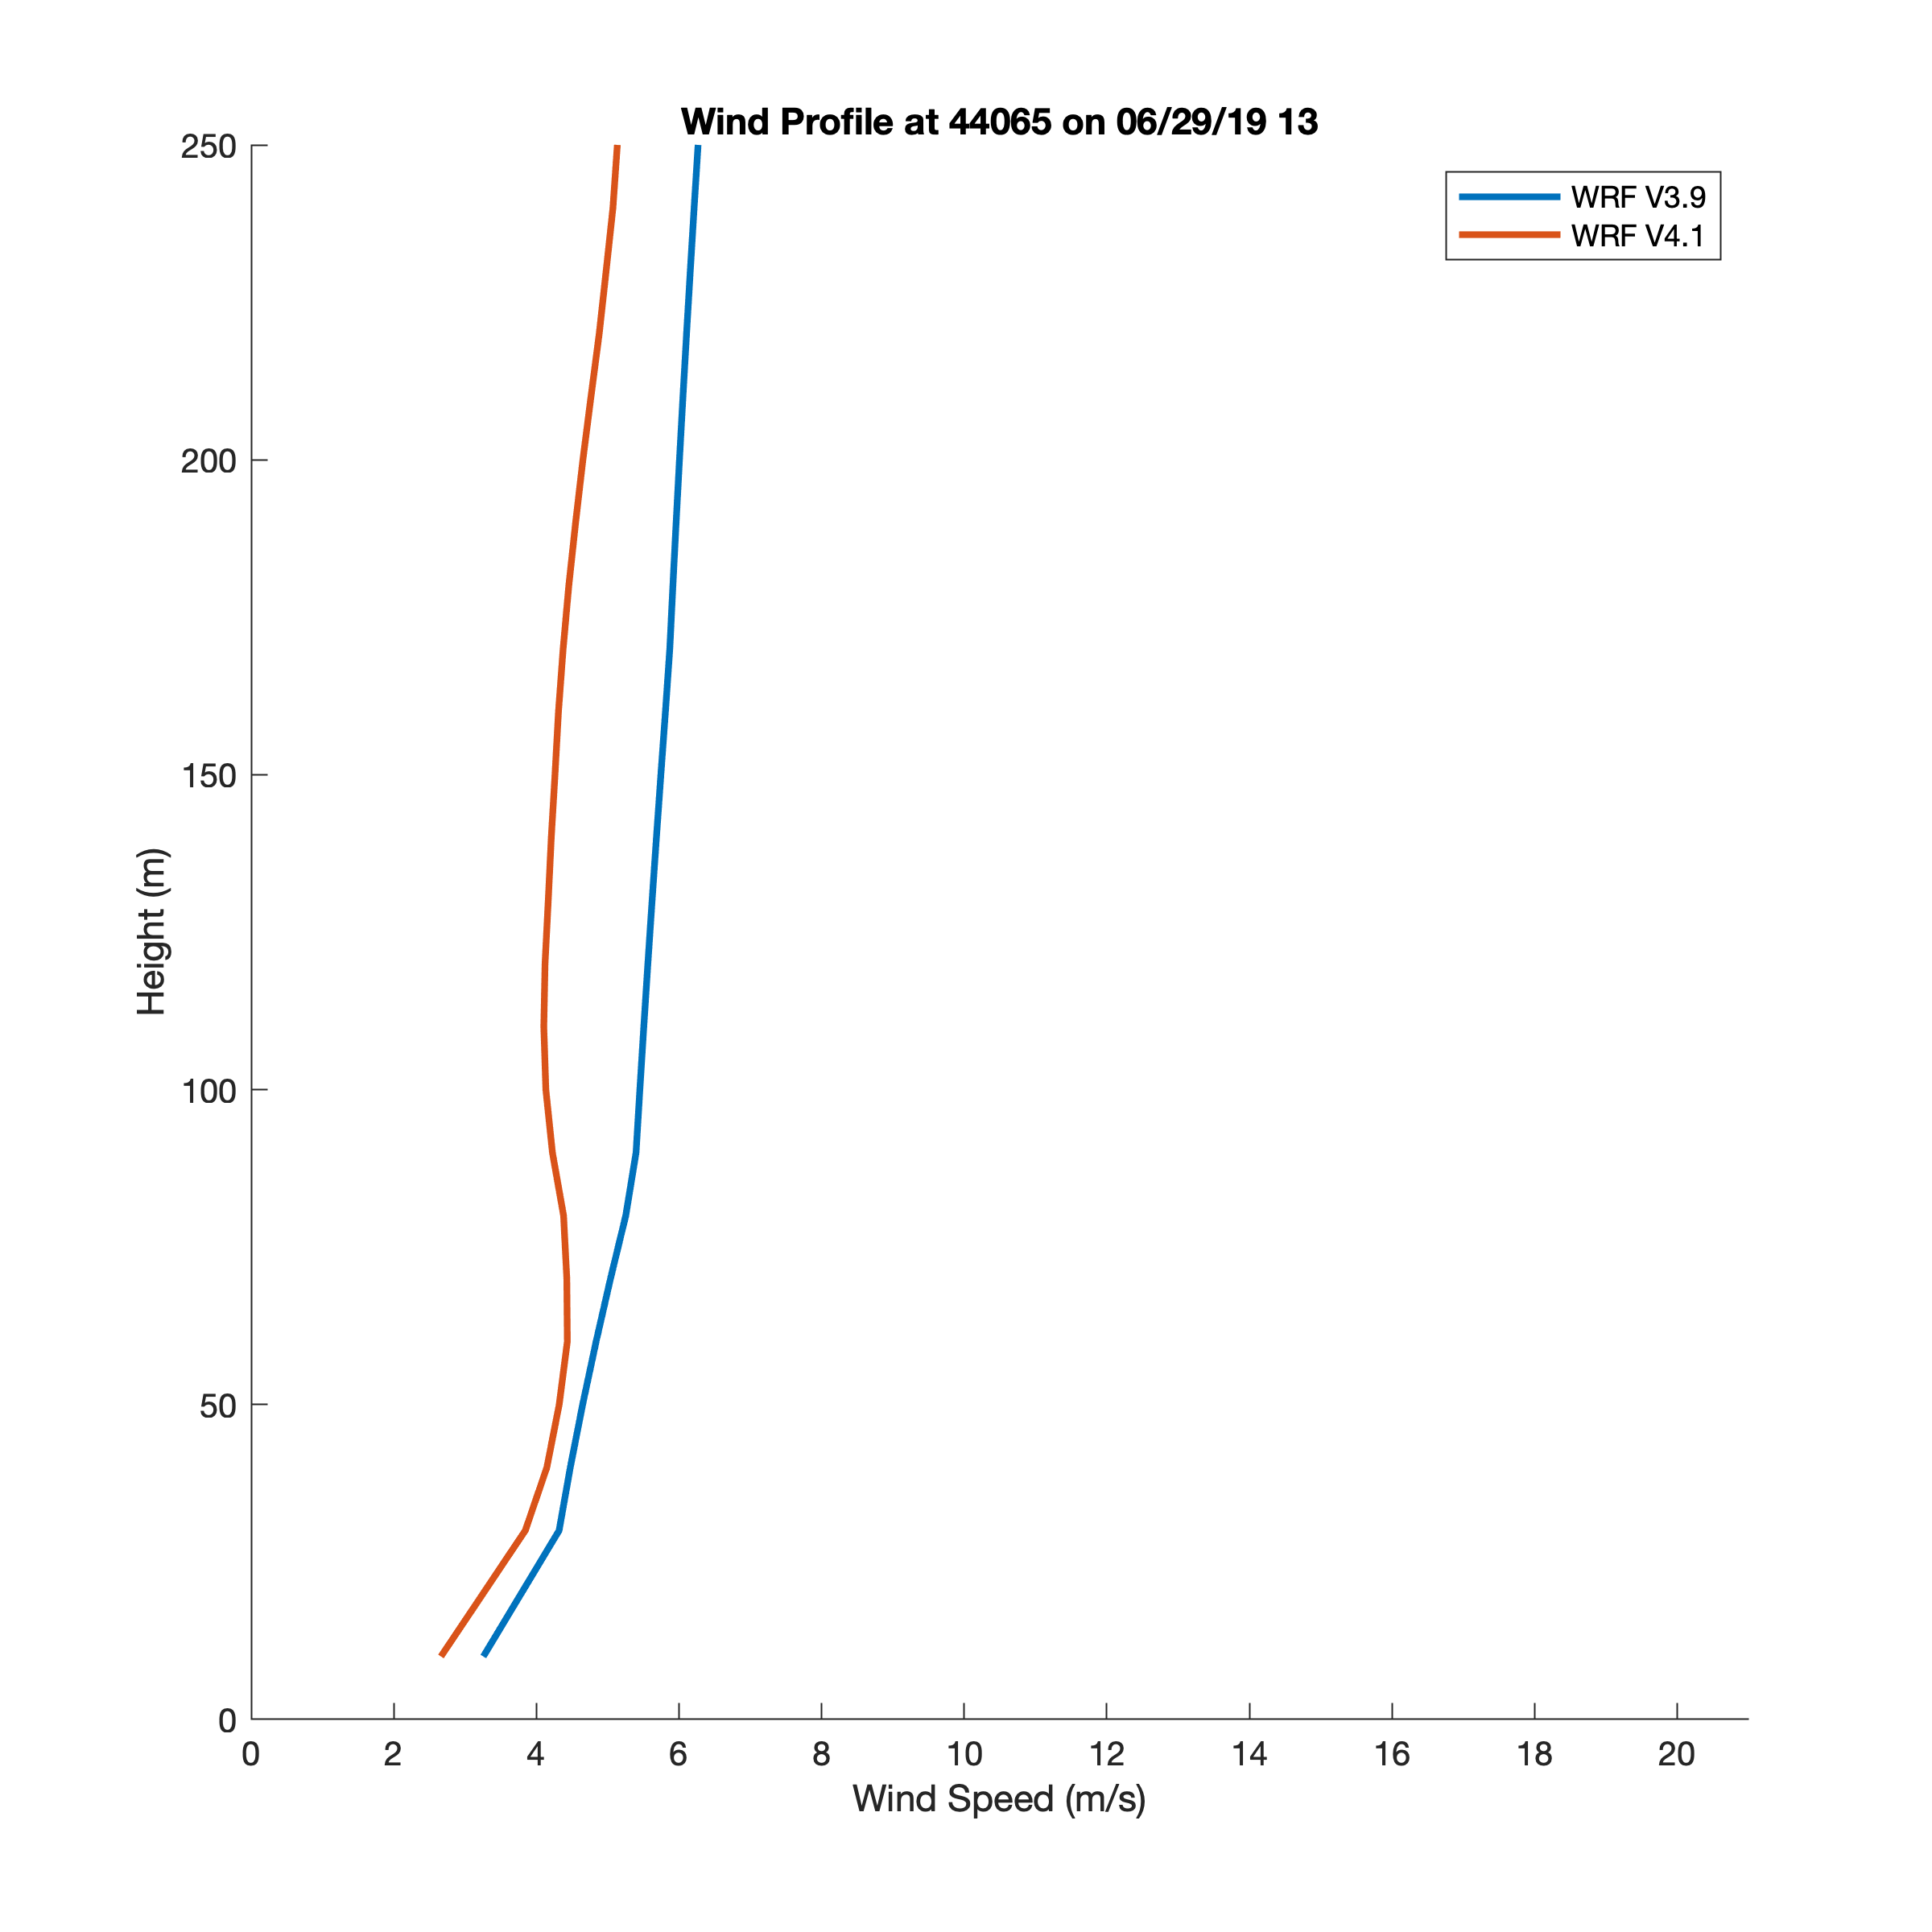 Wind Profile at 44065 on 06/29/19 13
WRF V3.9
WRF V4.1
250
200
150
100
50
0
Height (m)
0 2 4 6 8 10 12 14 16 18 20
Wind Speed (m/s)